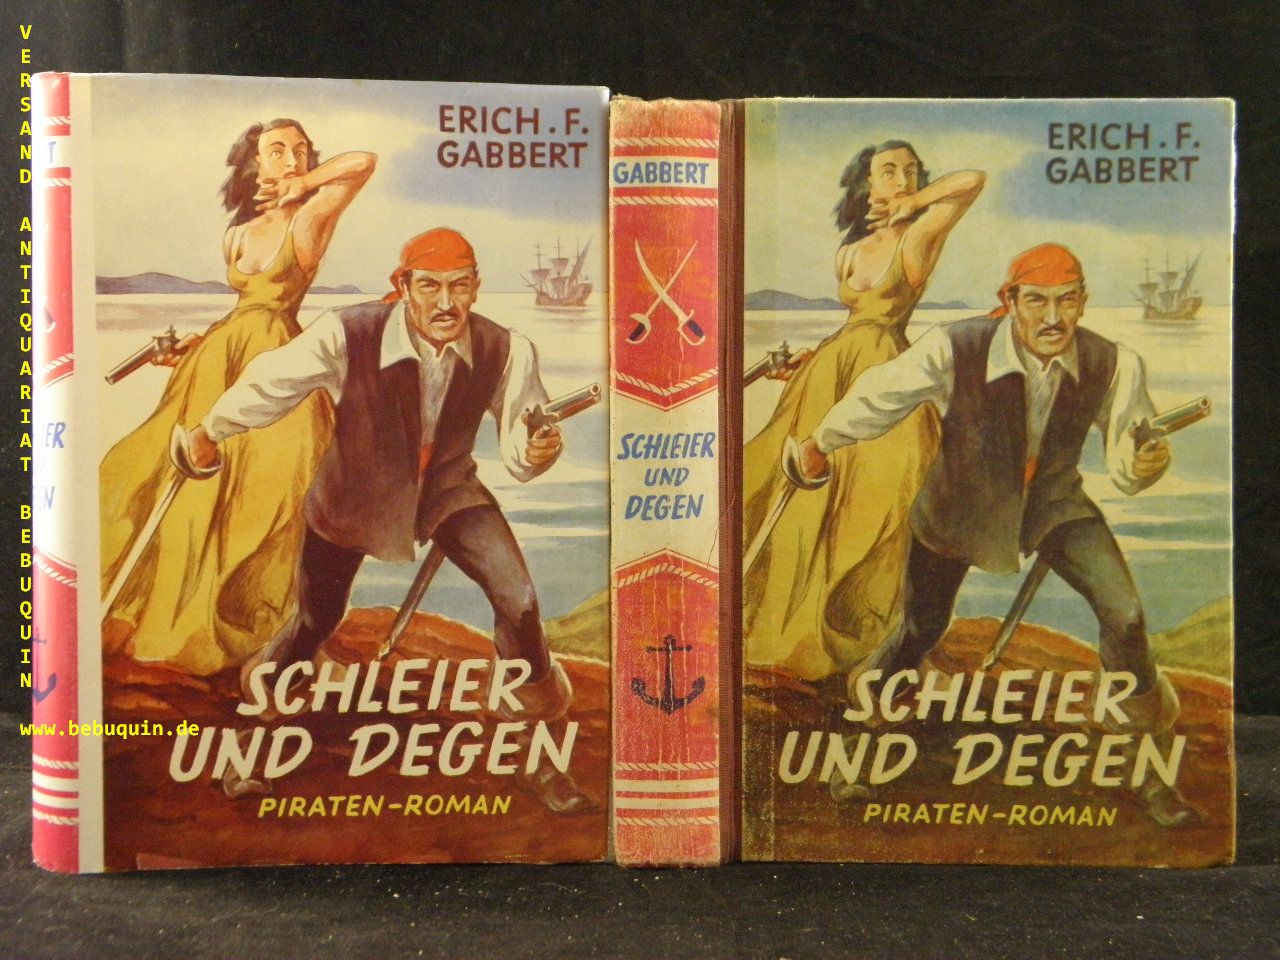 VERSAND ANTIQUARIAT BEBUQUIN
www.bebuquin.de
ERICH . F.
GABBERT
SCHLEIER
UND DEGEN
PIRATEN-ROMAN
GABBERT
SCHLEIER
UND
DEGEN
ERICH . F.
GABBERT
SCHLEIER
UND DEGEN
PIRATEN-ROMAN